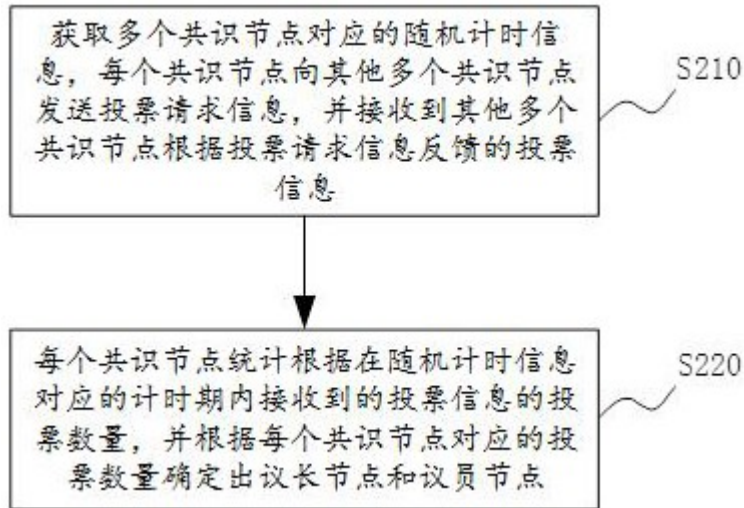 获取多个共识节点对应的随机计时信
息，每个共识节点向其他多个共识节点
发送投票请求信息，并接收到其他多个
共识节点根据投票请求信息反馈的投票
信息
S210
每个共识节点统计根据在随机计时信息
对应的计时期内接收到的投票信息的投
票数量，并根据每个共识节点对应的投
票数量确定出议长节点和议员节点
S220